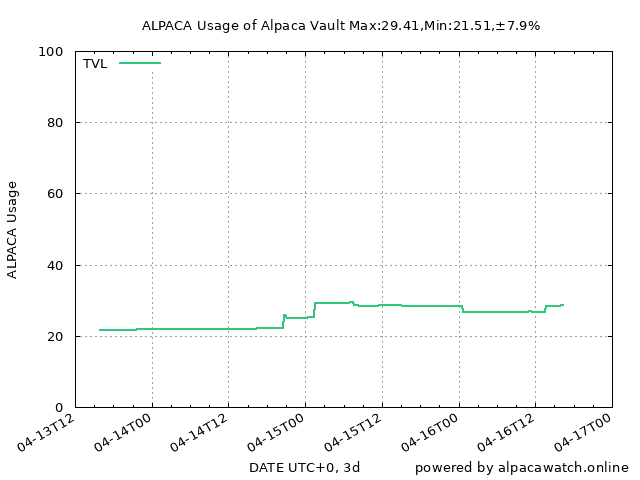 ALPACA Usage of Alpaca Vault Max:29.41,Min:21.51,±7.9%
TVL
100
80
60
40
20
0
ALPACA Usage
04-13T12
04-14T00
04-14T12
04-15T00
04-15T12
04-16T00
04-16T12
04-17T00
DATE UTC+0, 3d
powered by alpacawatch.online